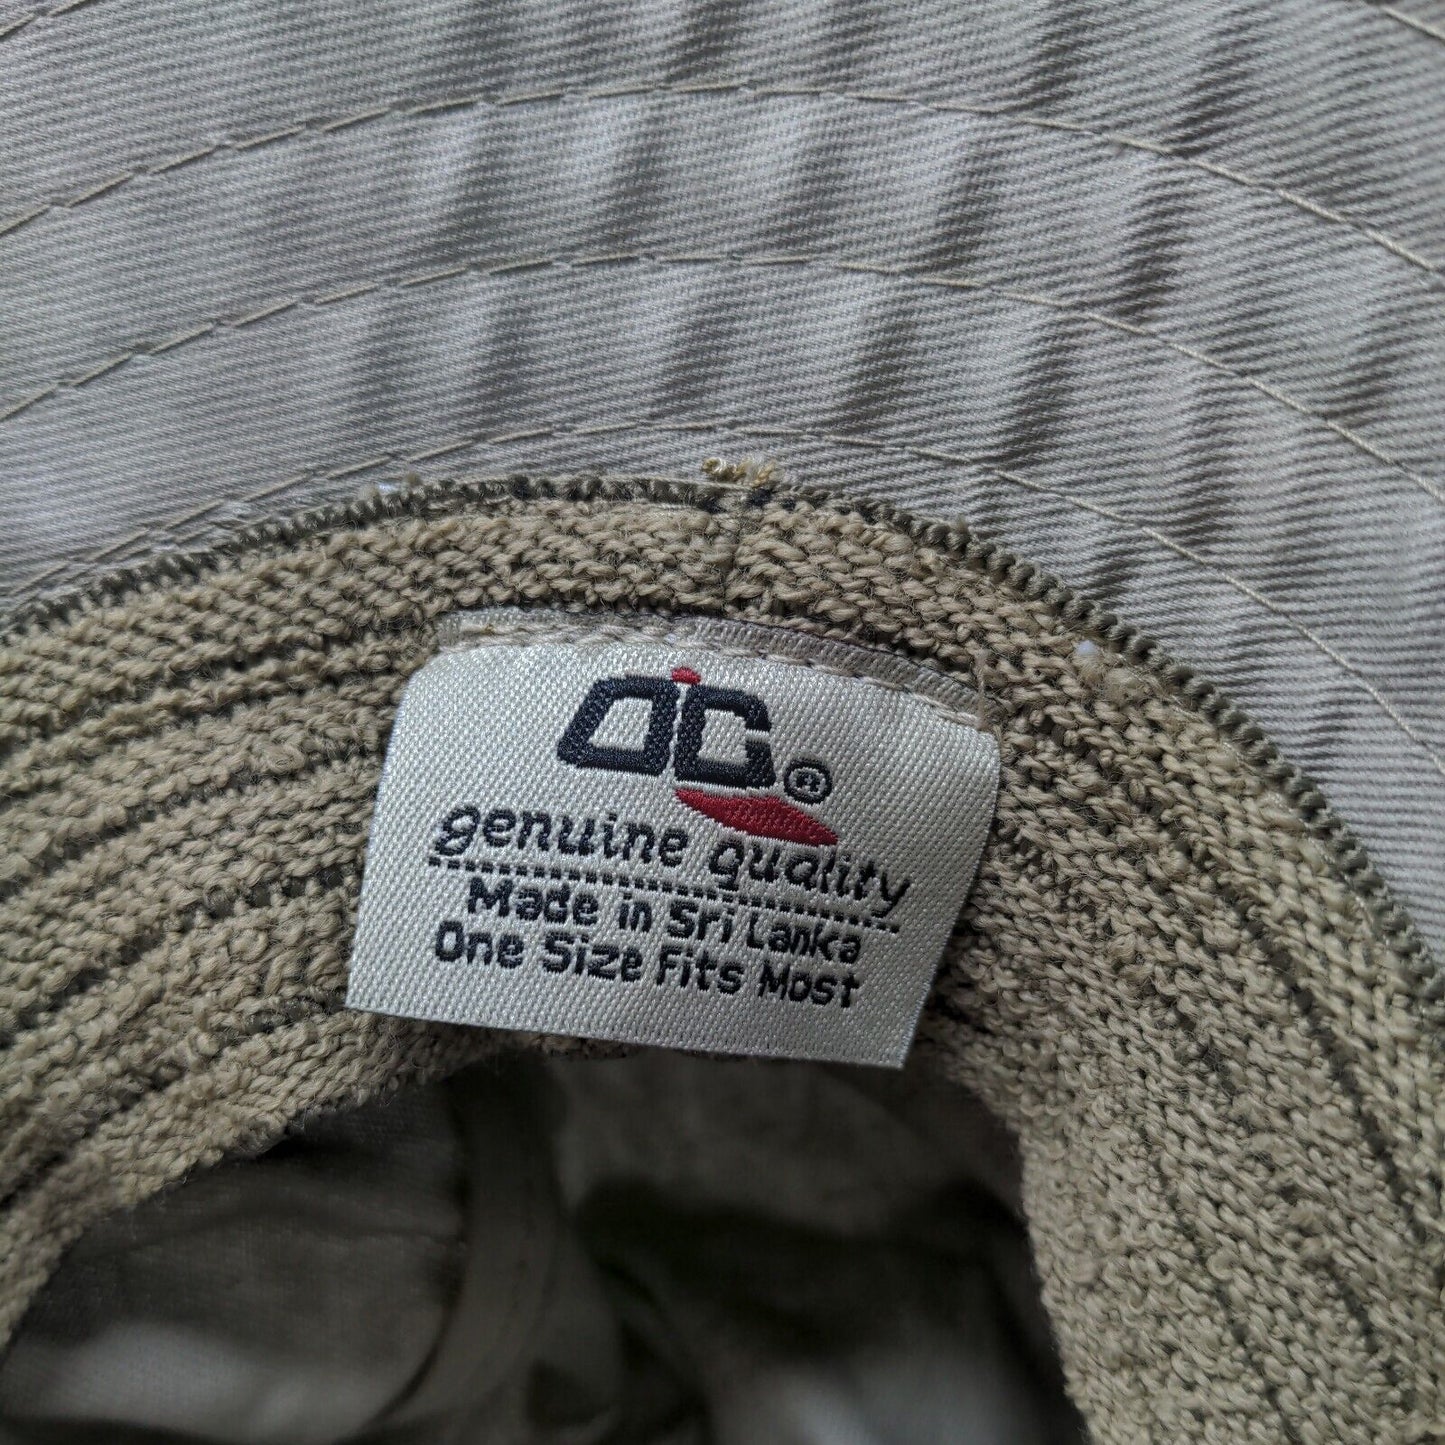 OC®
genuine quality
Made in Sri Lanka
One Size Fits Most